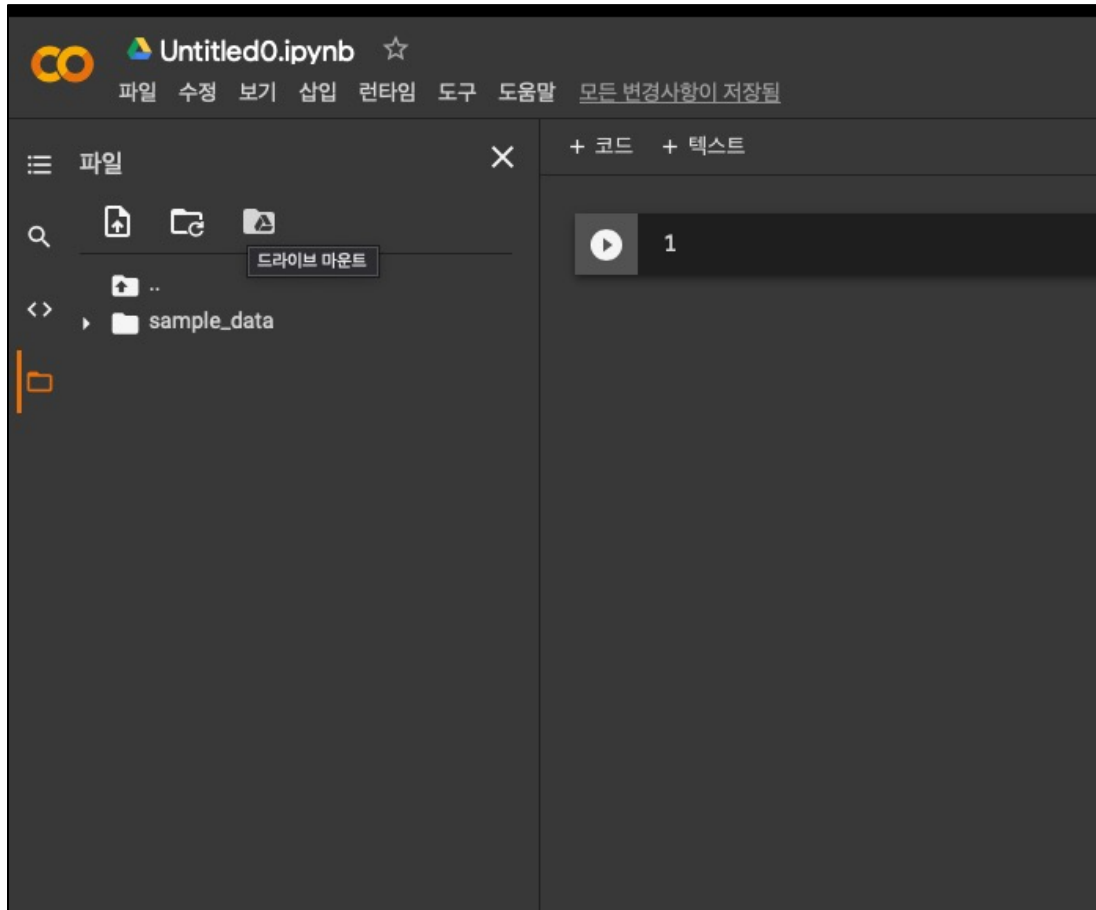 CO Untitled0.ipynb
파일 수정 보기 삽입 런타임 도구 도움말 모든 변경사항이 저장됨
파일
+ 코드 + 텍스트
1
드라이브 마운트
..
sample_data